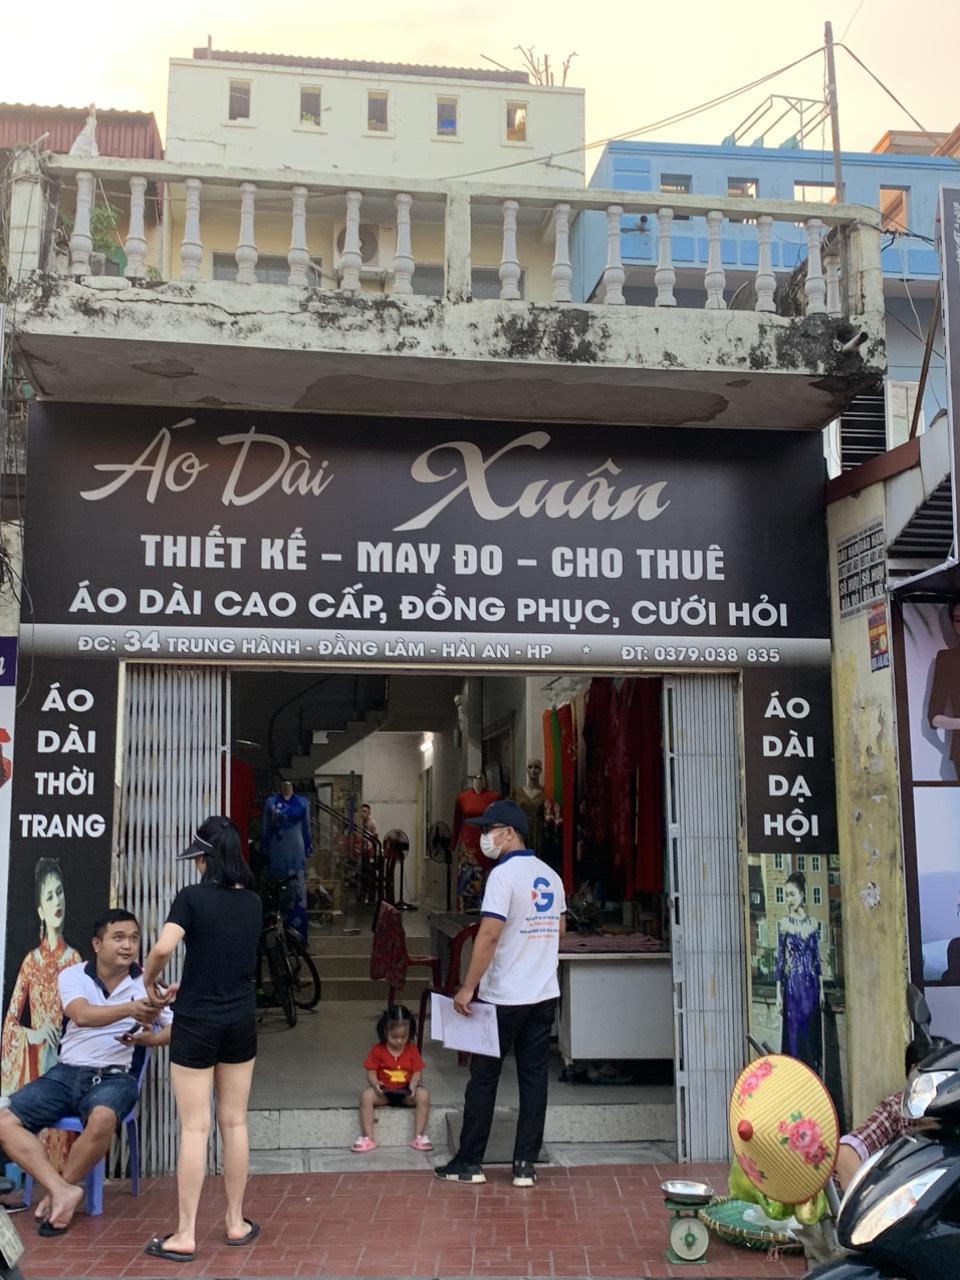 Áo Dài Xuân
THIẾT KẾ - MAY ĐO - CHO THUÊ
ÁO DÀI CAO CẤP, ĐỒNG PHỤC, CƯỚI HỎI
ĐC: 34 TRUNG HÀNH - ĐẰNG LÂM - HẢI AN - HP * ĐT: 0379.038 835
ÁO
DÀI
THỜI
TRANG
ÁO
DÀI
DẠ
HỘI
G